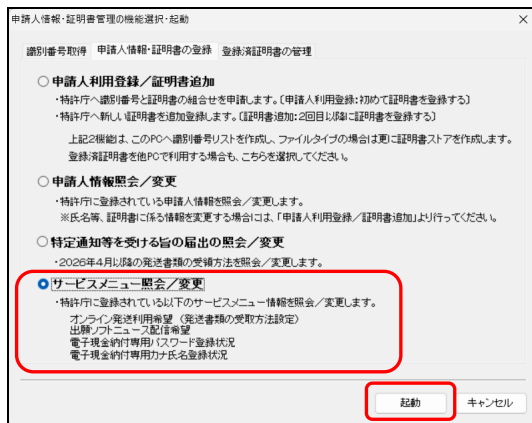 申請人情報・証明書管理の機能選択・起動
識別番号取得 申請人情報・証明書の登録 登録済証明書の管理
申請人利用登録／証明書追加
・特許庁へ識別番号と証明書の組合せを申請します。〔申請人利用登録：初めて証明書を登録する〕
・特許庁へ新しい証明書を追加登録します。〔証明書追加：2回目以降に証明書を登録する〕
上記2機能は、このPCへ識別番号リストを作成し、ファイルタイプの場合は更に証明書ストアを作成します。
登録済証明書を他PCで利用する場合も、こちらを選択してください。
申請人情報照会／変更
・特許庁に登録されている申請人情報を照会／変更します。
※氏名等、証明書に係る情報を変更する場合には、「申請人利用登録／証明書追加」より行ってください。
特定通知等を受ける旨の届出の照会／変更
・2026年4月以降の発送書類の受領方法を照会／変更します。
サービスメニュー照会／変更
・特許庁に登録されている以下のサービスメニュー情報を照会／変更します。
オンライン発送利用希望（発送書類の受取方法設定）
出願ソフトニュース配信希望
電子現金納付専用パスワード登録状況
電子現金納付専用カナ氏名登録状況
起動 キャンセル